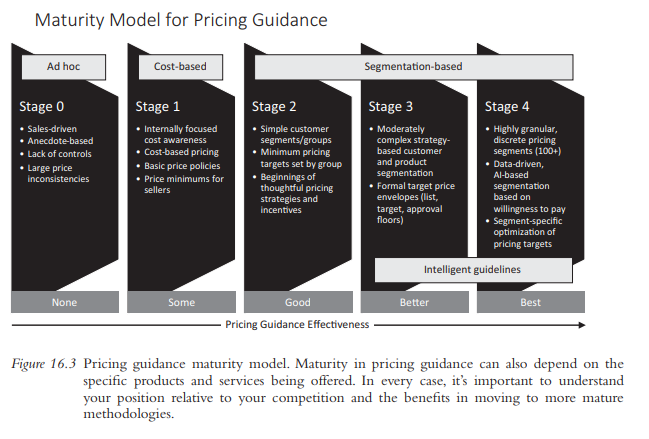 Maturity Model for Pricing Guidance
Ad hoc
Cost-based
Segmentation-based
Stage 0
• Sales-driven
• Anecdote-based
• Lack of controls
• Large price
inconsistencies
Stage 1
• Internally focused
cost awareness
• Cost-based pricing
• Basic price policies
• Price minimums for
sellers
Stage 2
• Simple customer
segments/groups
• Minimum pricing
targets set by group
• Beginnings of
thoughtful pricing
strategies and
incentives
Stage 3
• Moderately
complex strategy-
based customer
and product
segmentation
• Formal target price
envelopes (list,
target, approval
floors)
Stage 4
• Highly granular,
discrete pricing
segments (100+)
• Data-driven,
AI-based
segmentation
based on
willingness to pay
• Segment-specific
optimization of
pricing targets
Intelligent guidelines
None
Some
Good
Better
Best
Pricing Guidance Effectiveness
Figure 16.3 Pricing guidance maturity model. Maturity in pricing guidance can also depend on the
specific products and services being offered. In every case, it's important to understand
your position relative to your competition and the benefits in moving to more mature
methodologies.